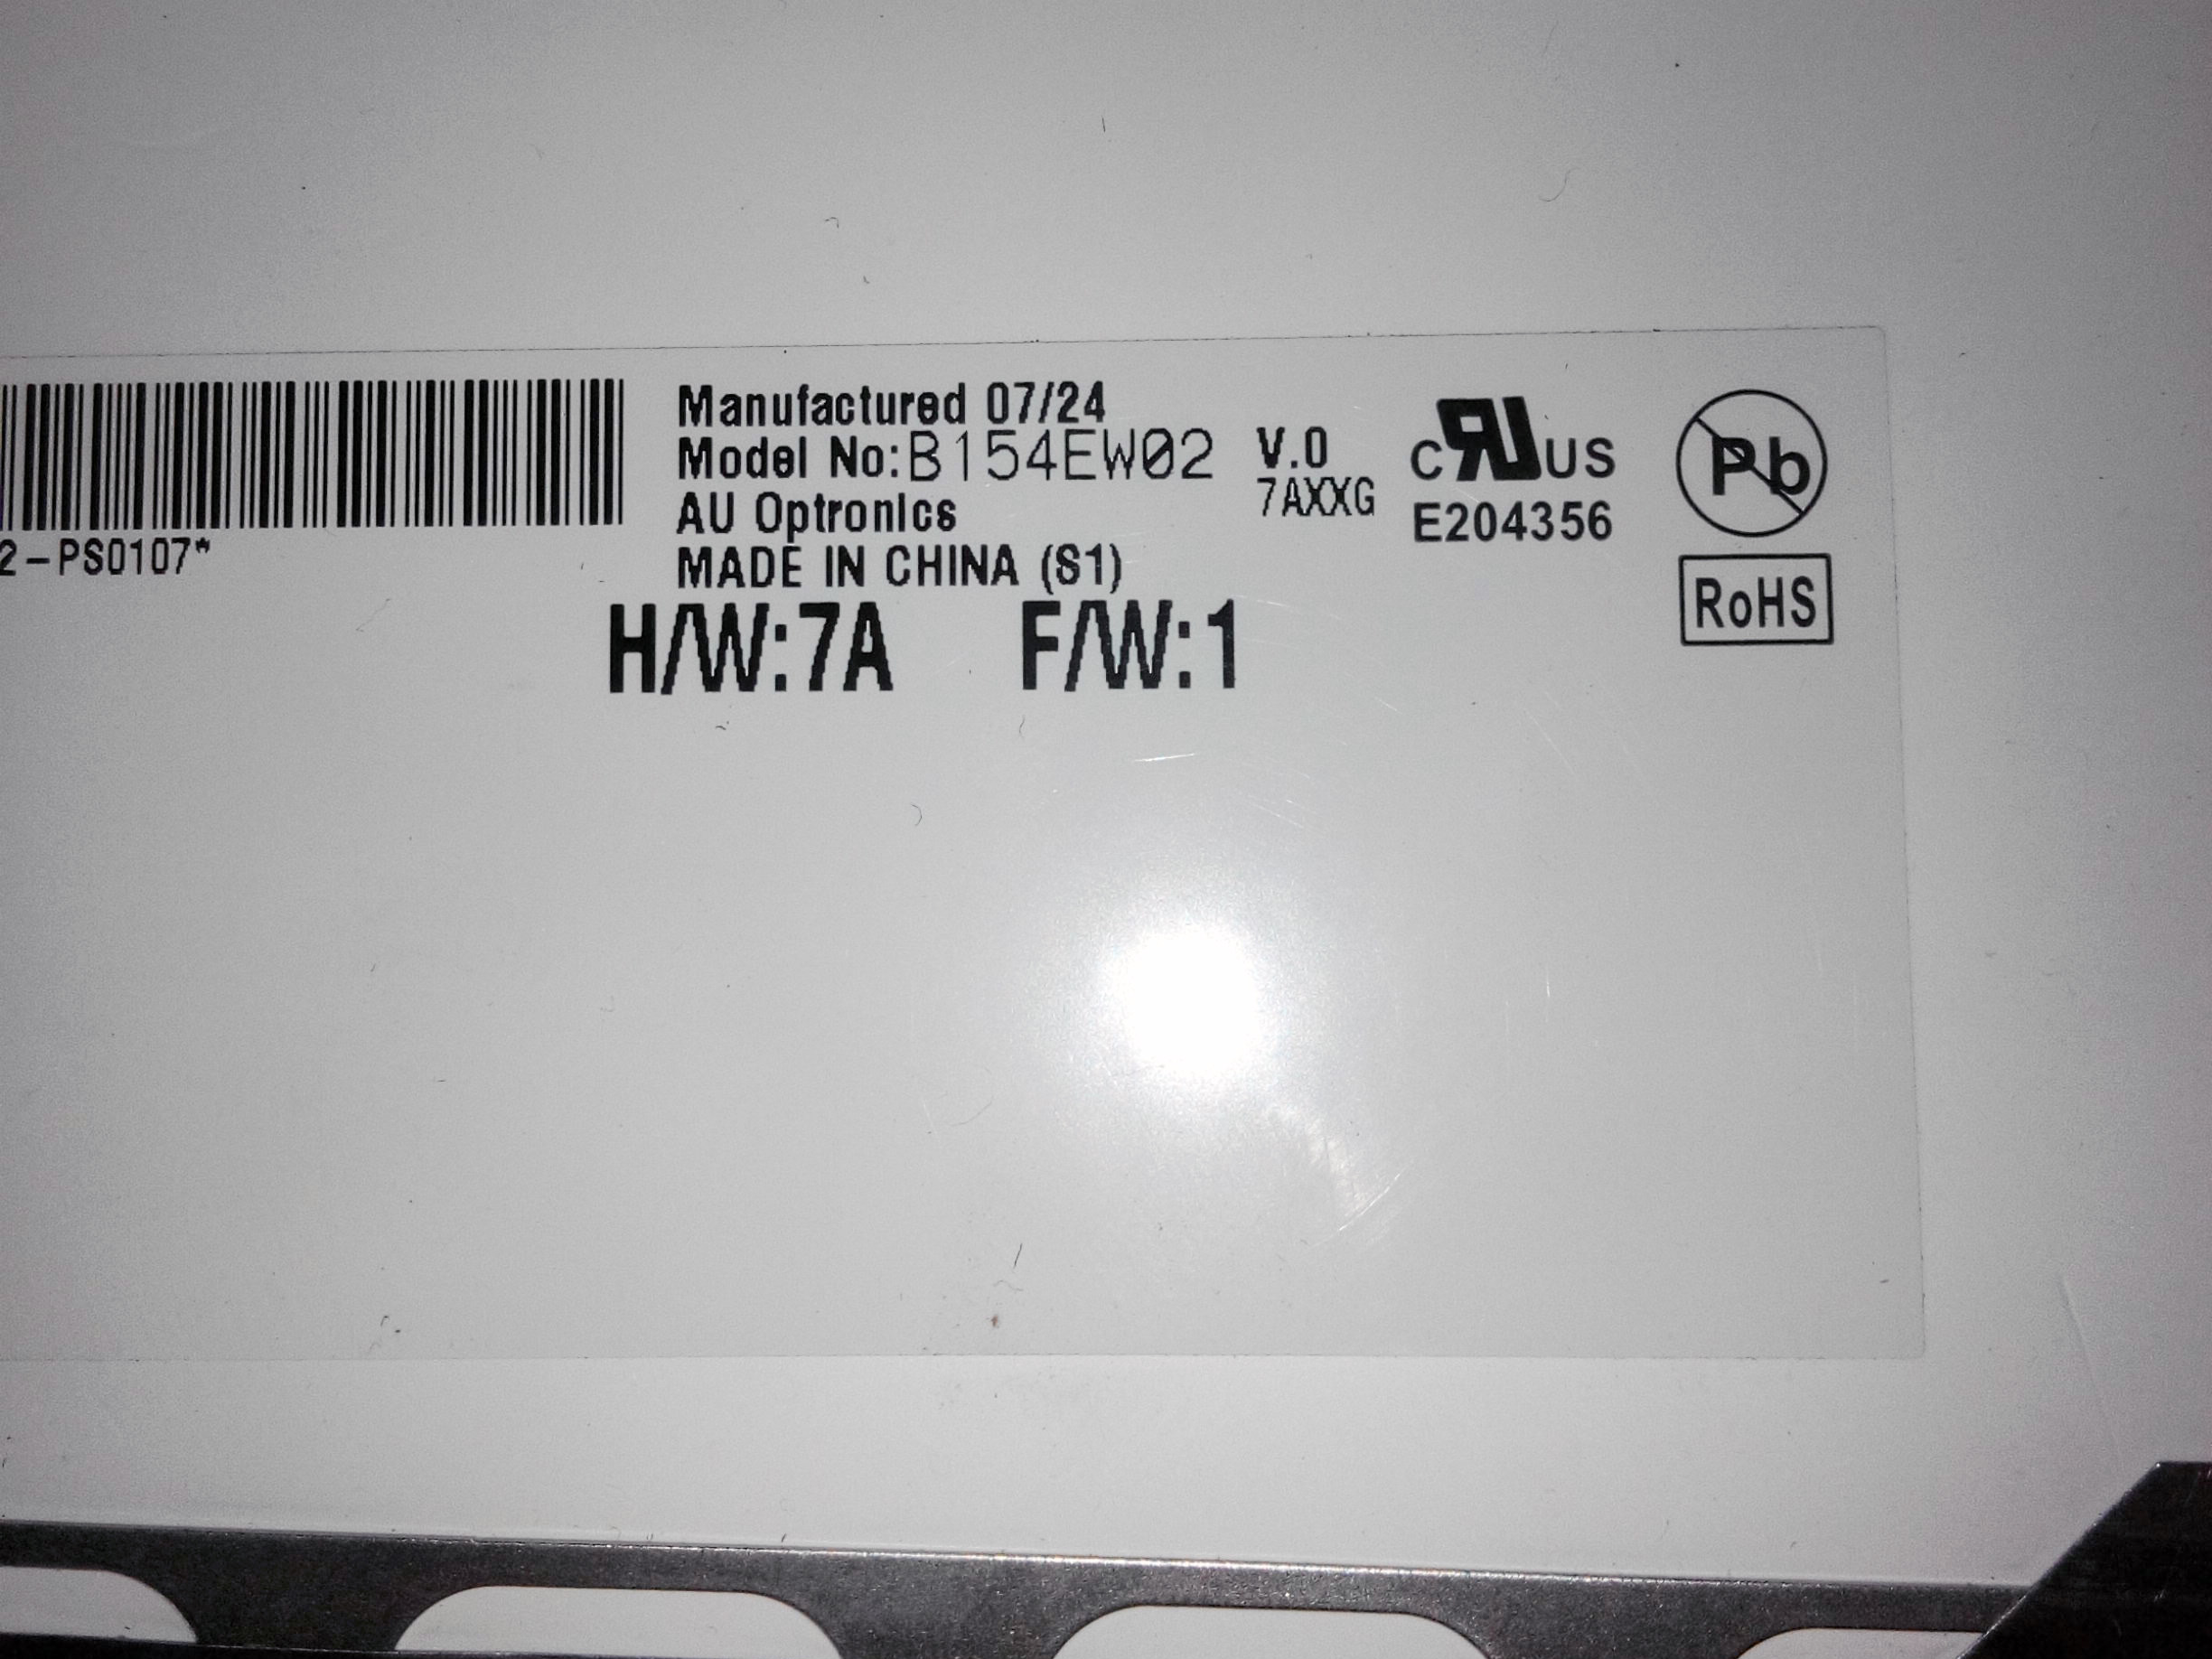 Manufactured 07/24
Model No:B154EW02 V.0
7AXXG
AU Optronics
MADE IN CHINA (S1)
H/W:7A F/W:1
2-PS0107*
c RU US
E204356
Pb
RoHS